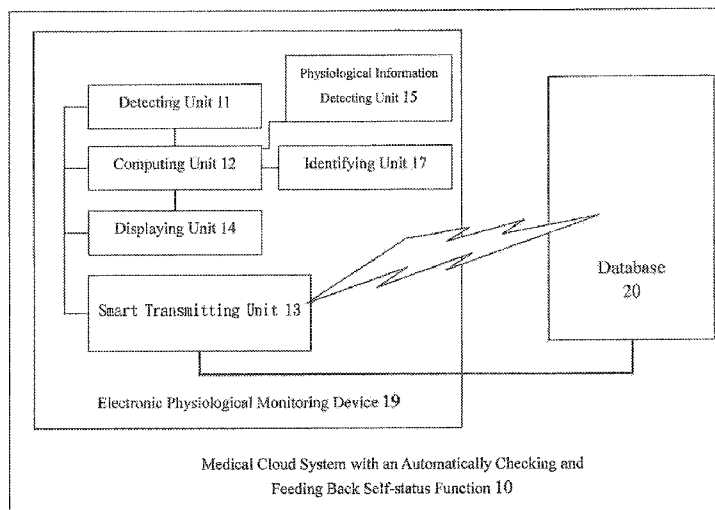 Physiological Information
Detecting Unit 15
Detecting Unit 11
Computing Unit 12
Identifying Unit 17
Displaying Unit 14
Smart Transmitting Unit 13
Database
20
Electronic Physiological Monitoring Device 19
Medical Cloud System with an Automatically Checking and
Feeding Back Self-status Function 10